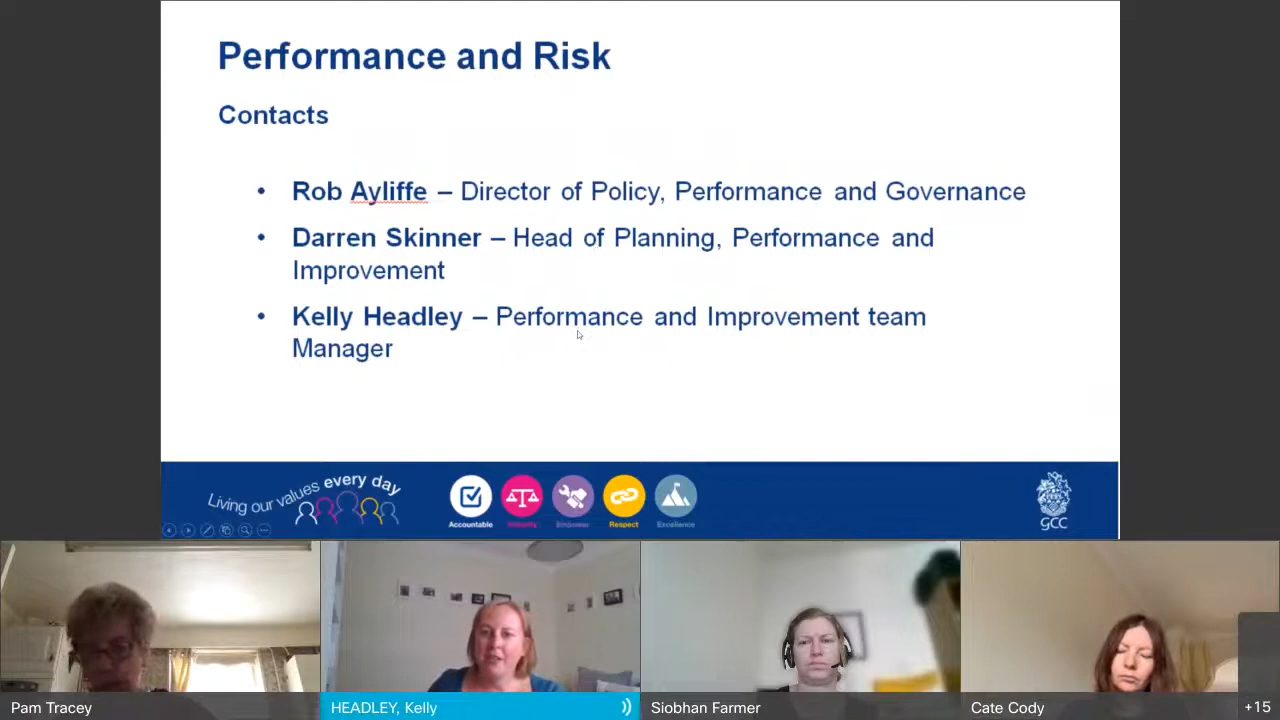 Performance and Risk
Contacts
• Rob Ayliffe – Director of Policy, Performance and Governance
• Darren Skinner – Head of Planning, Performance and
Improvement
• Kelly Headley – Performance and Improvement team
Manager
Living our values every day
Accountable
Integrity
Empower
Respect
Excellence
GCC
Pam Tracey
HEADLEY, Kelly
Siobhan Farmer
Cate Cody
+15